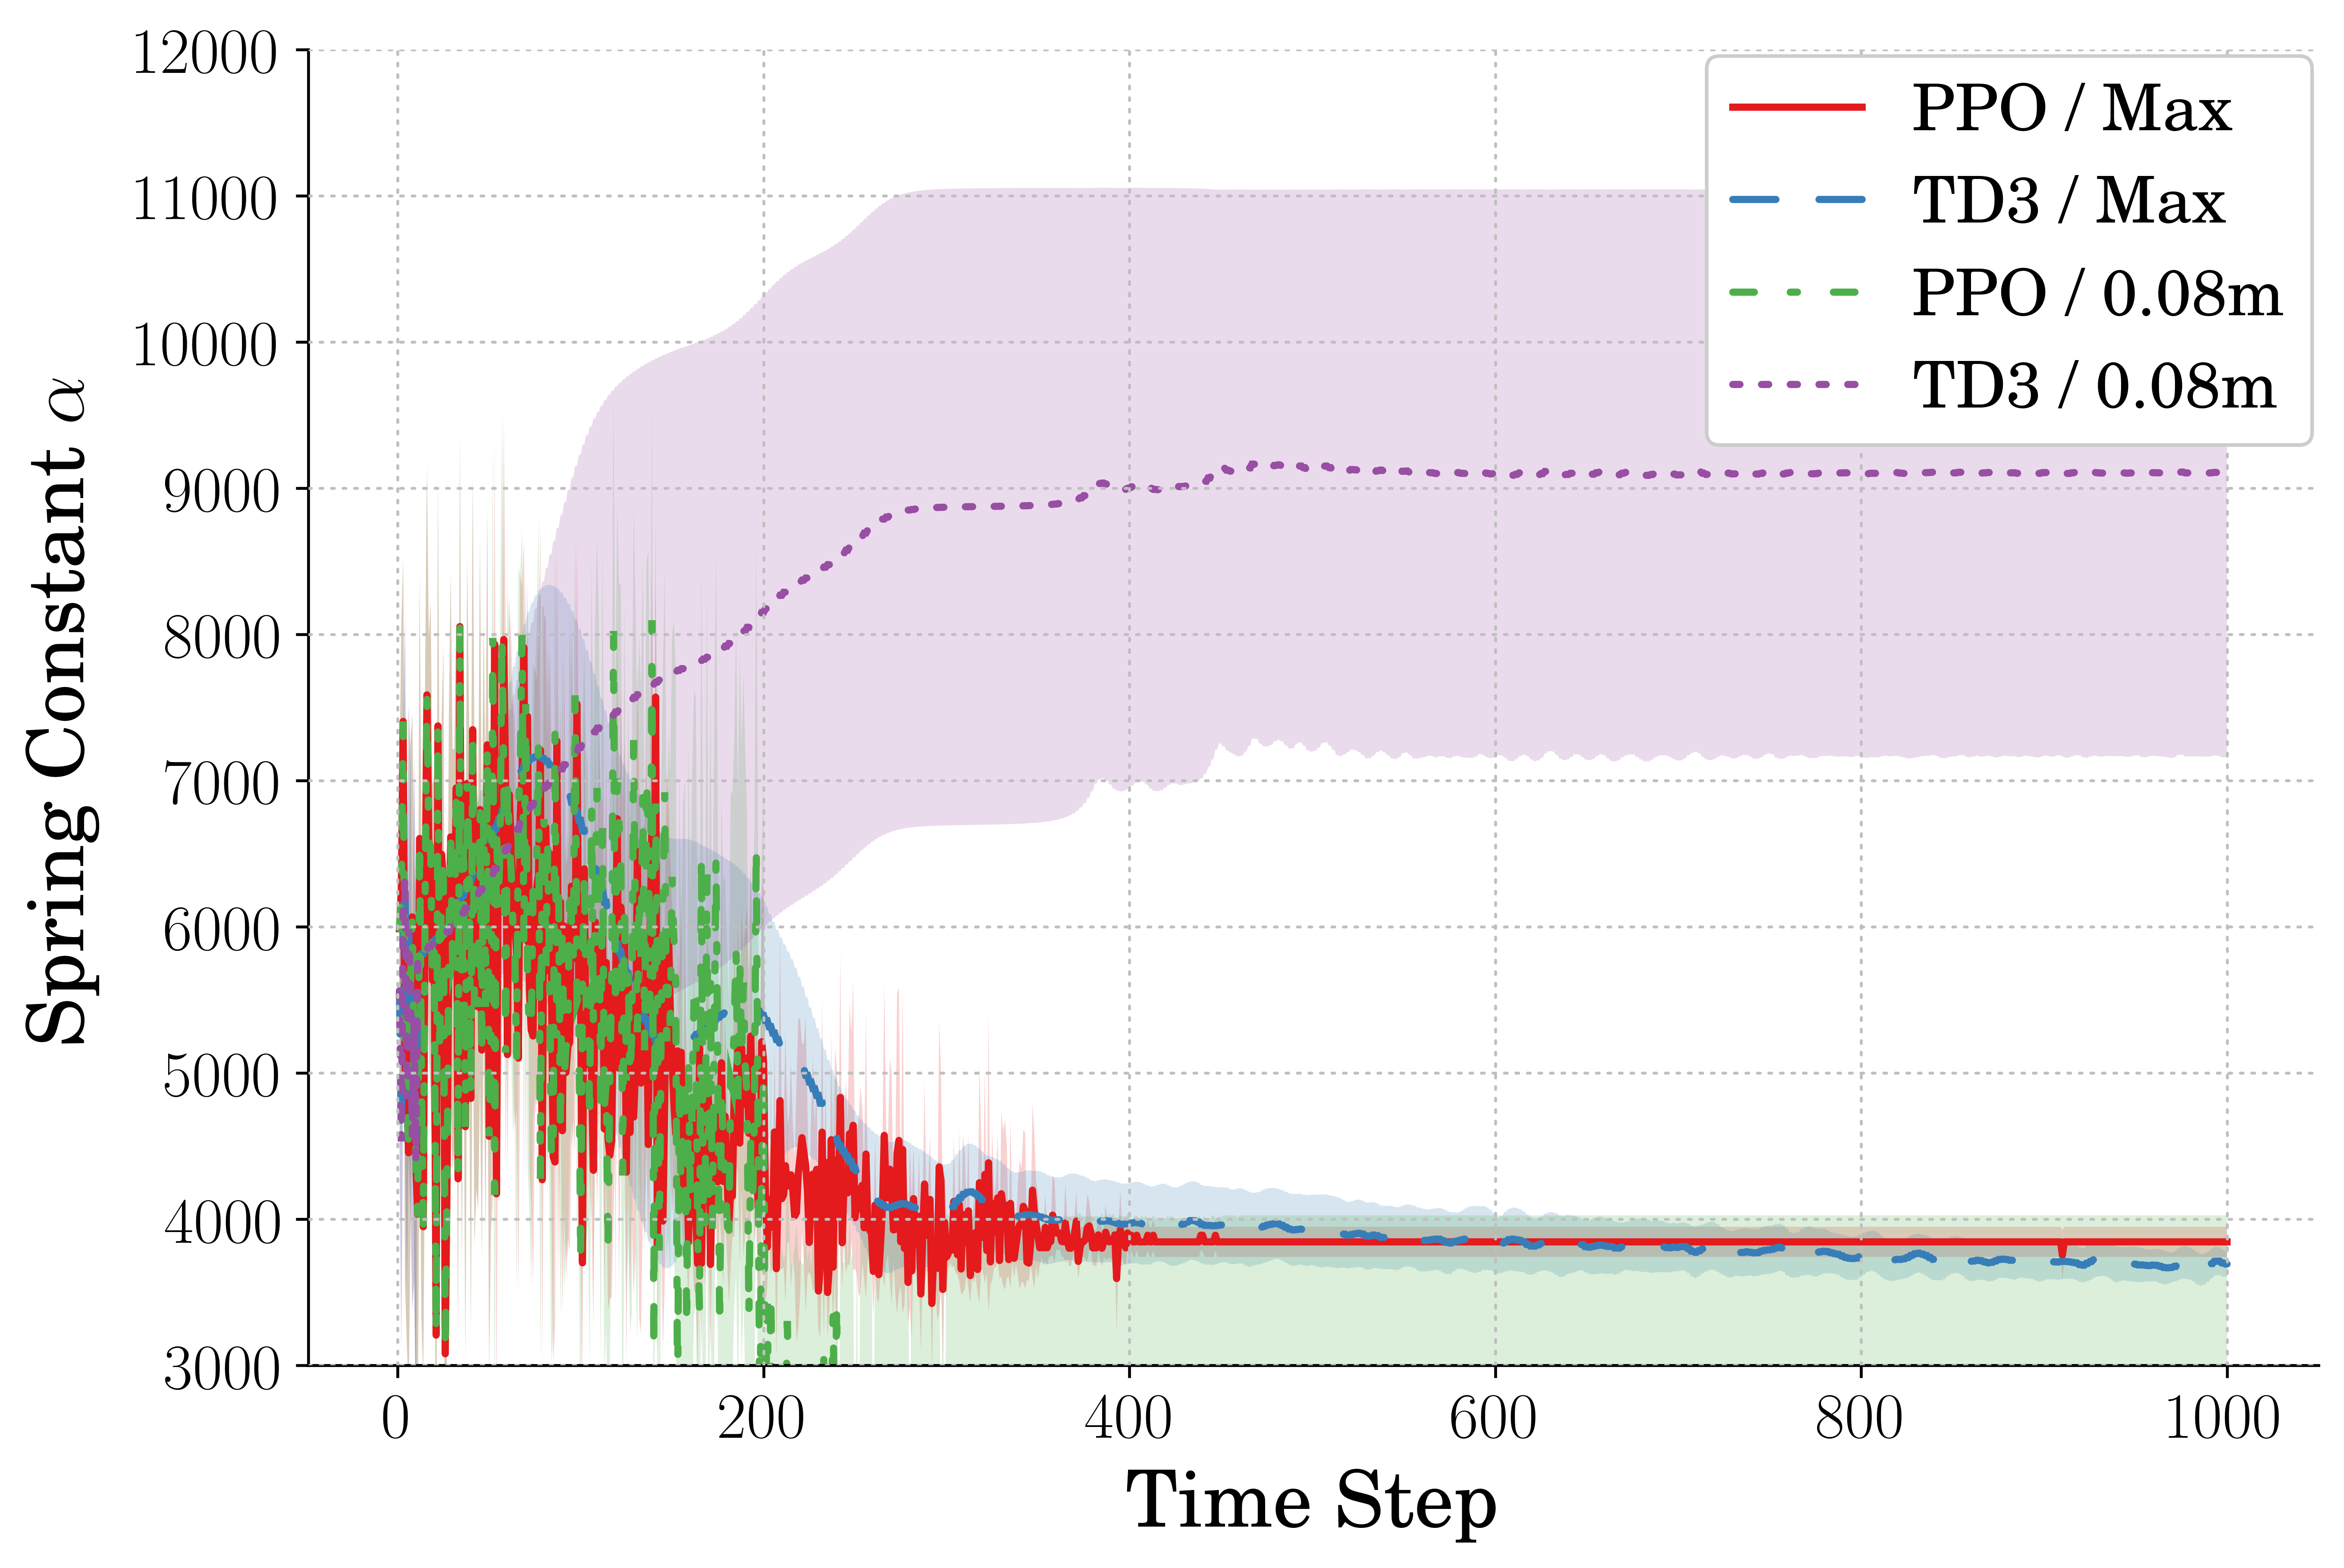 12000
11000
10000
9000
8000
7000
6000
5000
4000
3000
Spring Constant α
0 200 400 600 800 1000
Time Step
PPO / Max
TD3 / Max
PPO / 0.08m
TD3 / 0.08m